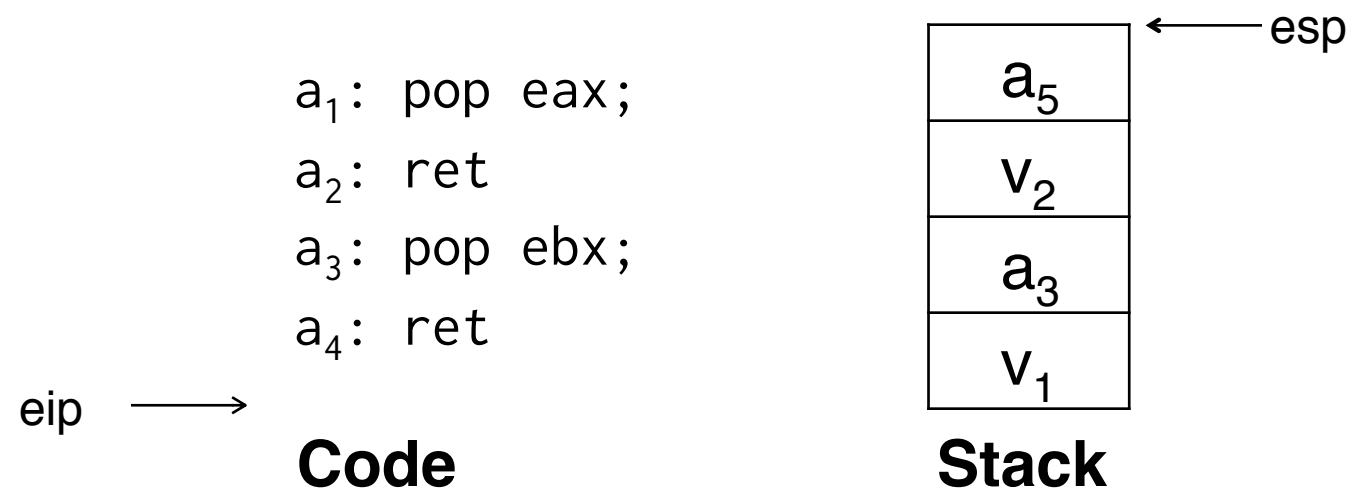 a₁: pop eax;
a₂: ret
a₃: pop ebx;
a₄: ret
eip
Code
esp
a₅
v₂
a₃
v₁
Stack